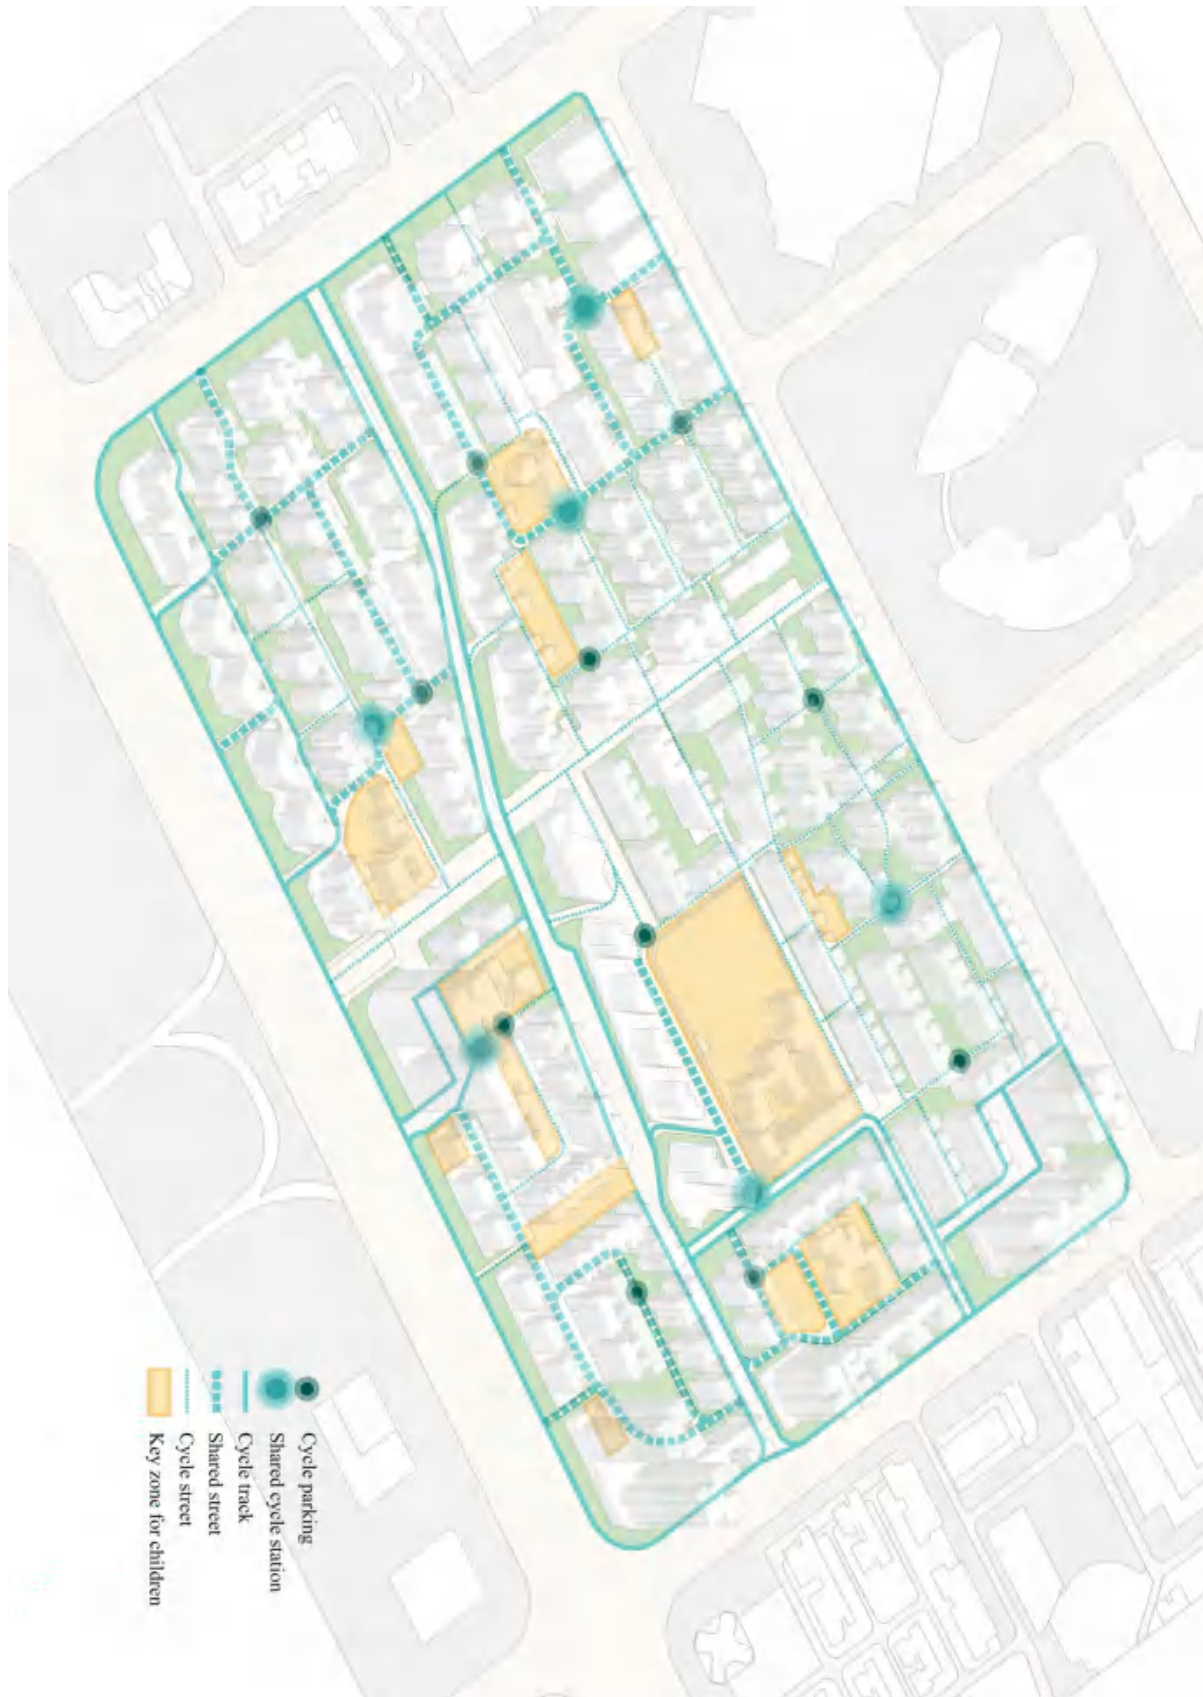 Cycle parking
Shared cycle station
Cycle track
Shared street
Cycle street
Key zone for children